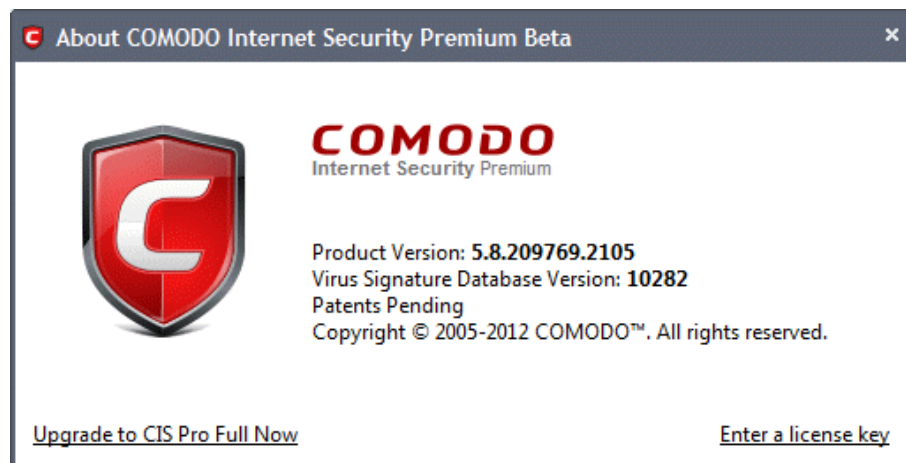 About COMODO Internet Security Premium Beta
COMODO
Internet Security Premium
Product Version: 5.8.209769.2105
Virus Signature Database Version: 10282
Patents Pending
Copyright © 2005-2012 COMODO™. All rights reserved.
Upgrade to CIS Pro Full Now
Enter a license key